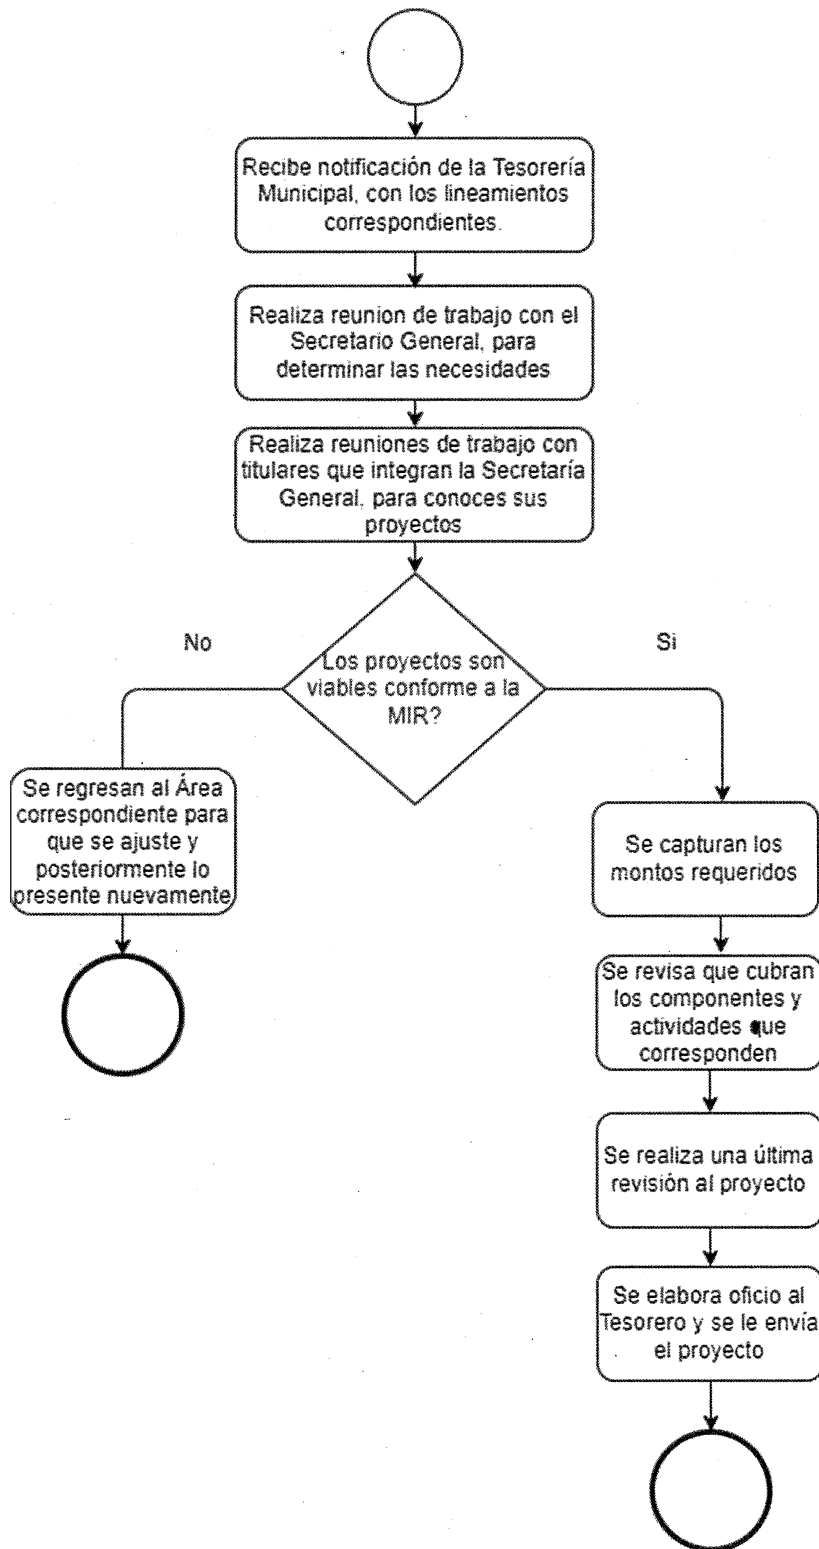 Recibe notificación de la Tesorería
Municipal, con los lineamientos
correspondientes.
Realiza reunion de trabajo con el
Secretario General, para
determinar las necesidades
Realiza reuniones de trabajo con
titulares que integran la Secretaría
General, para conoces sus
proyectos
No
Si
Los proyectos son
viables conforme a la
MIR?
Se regresan al Área
correspondiente para
que se ajuste y
posteriormente lo
presente nuevamente
Se capturan los
montos requeridos
Se revisa que cubran
los componentes y
actividades que
corresponden
Se realiza una última
revisión al proyecto
Se elabora oficio al
Tesorero y se le envía
el proyecto